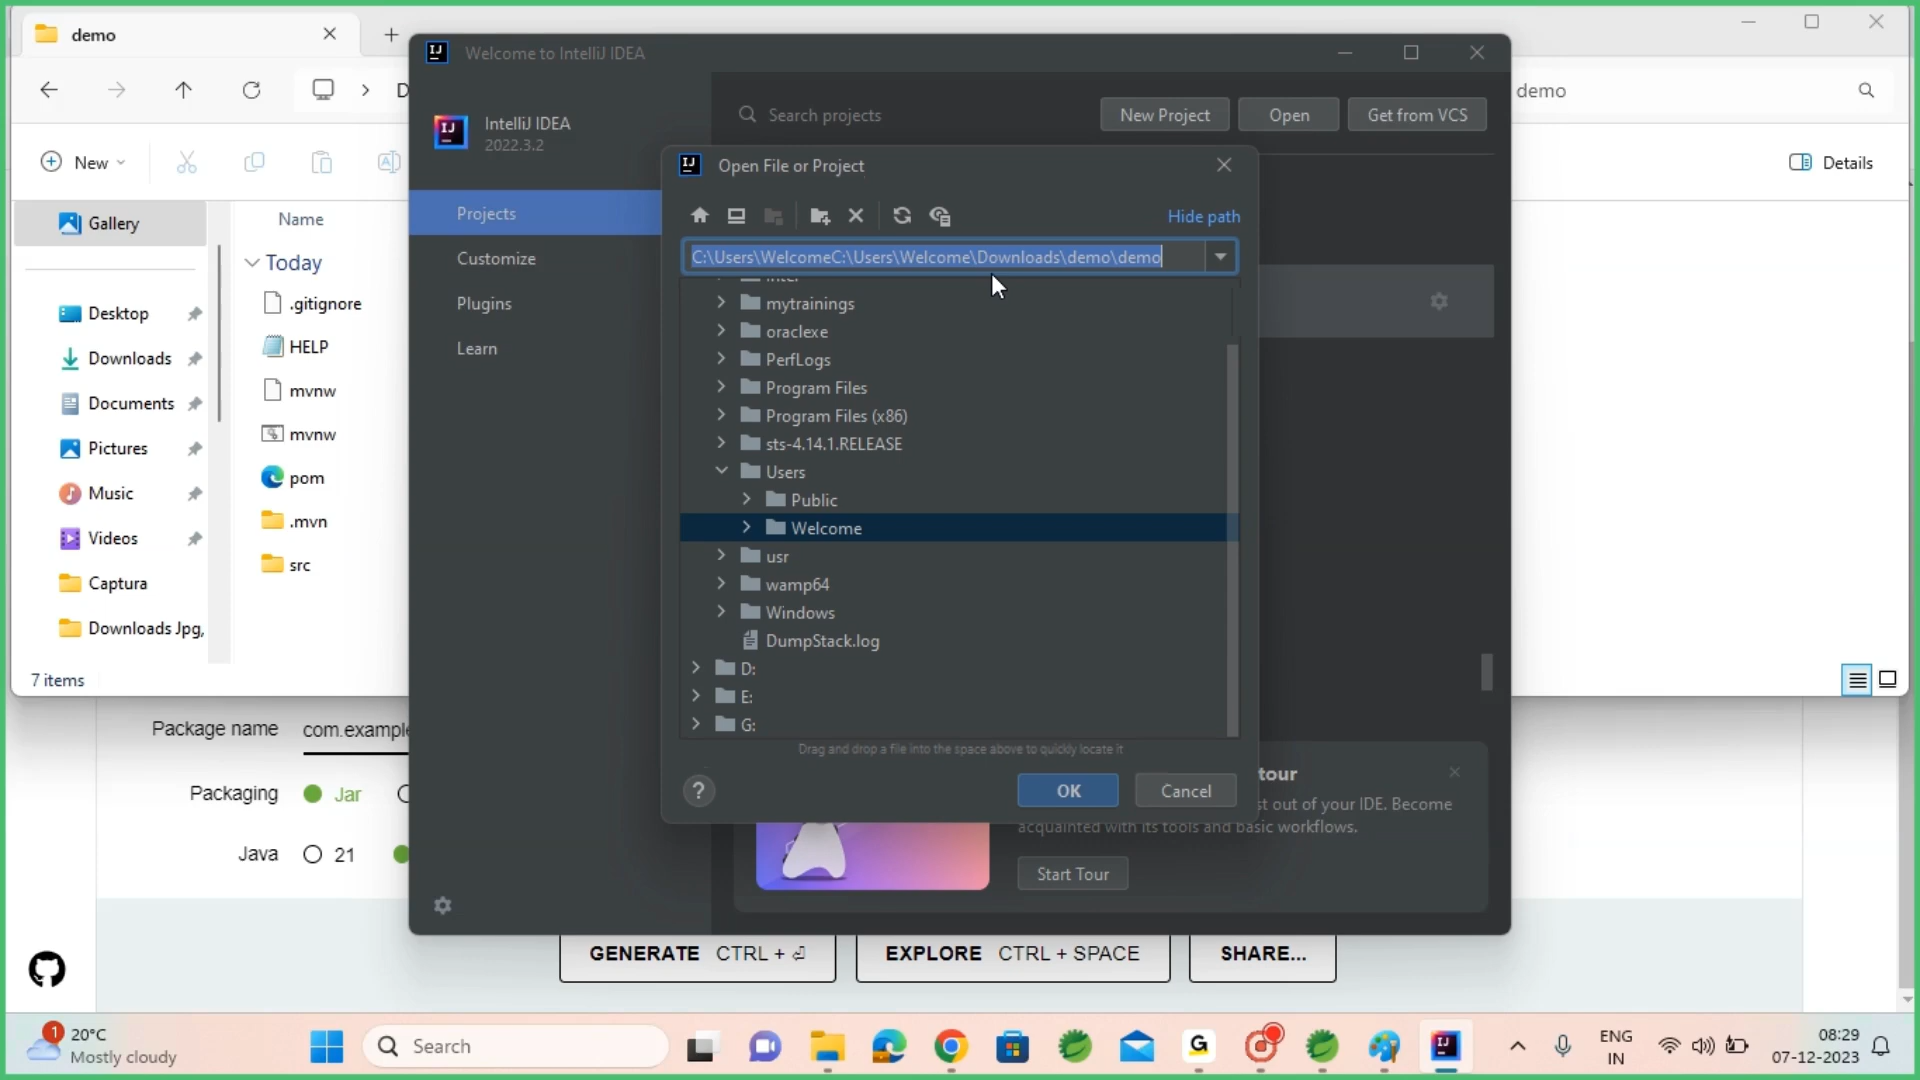 demo
Welcome to IntelliJ IDEA
D
demo
IntelliJ IDEA
2022.3.2
Search projects
New Project
Open
Get from VCS
New
Details
Open File or Project
Hide path
Projects
Customize
Plugins
Learn
C:\Users\WelcomeC:\Users\Welcome\Downloads\demo\demo
Gallery
Desktop
Downloads
Documents
Pictures
Music
Videos
Captura
Downloads Jpg,
7 items
Name
Today
.gitignore
HELP
mvnw
mvnw
pom
.mvn
src
mytrainings
oraclexe
PerfLogs
Program Files
Program Files (x86)
sts-4.14.1.RELEASE
Users
Public
Welcome
usr
wamp64
Windows
DumpStack.log
D:
E:
G:
Drag and drop a file into the space above to quickly locate it
?
OK
Cancel
tour
st out of your IDE. Become
acquainted with its tools and basic workflows.
Start Tour
Package name
com.example
Packaging
Jar
Java
21
GENERATE CTRL + ⏎
EXPLORE CTRL + SPACE
SHARE...
1
20°C
Mostly cloudy
Search
ENG
IN
08:29
07-12-2023